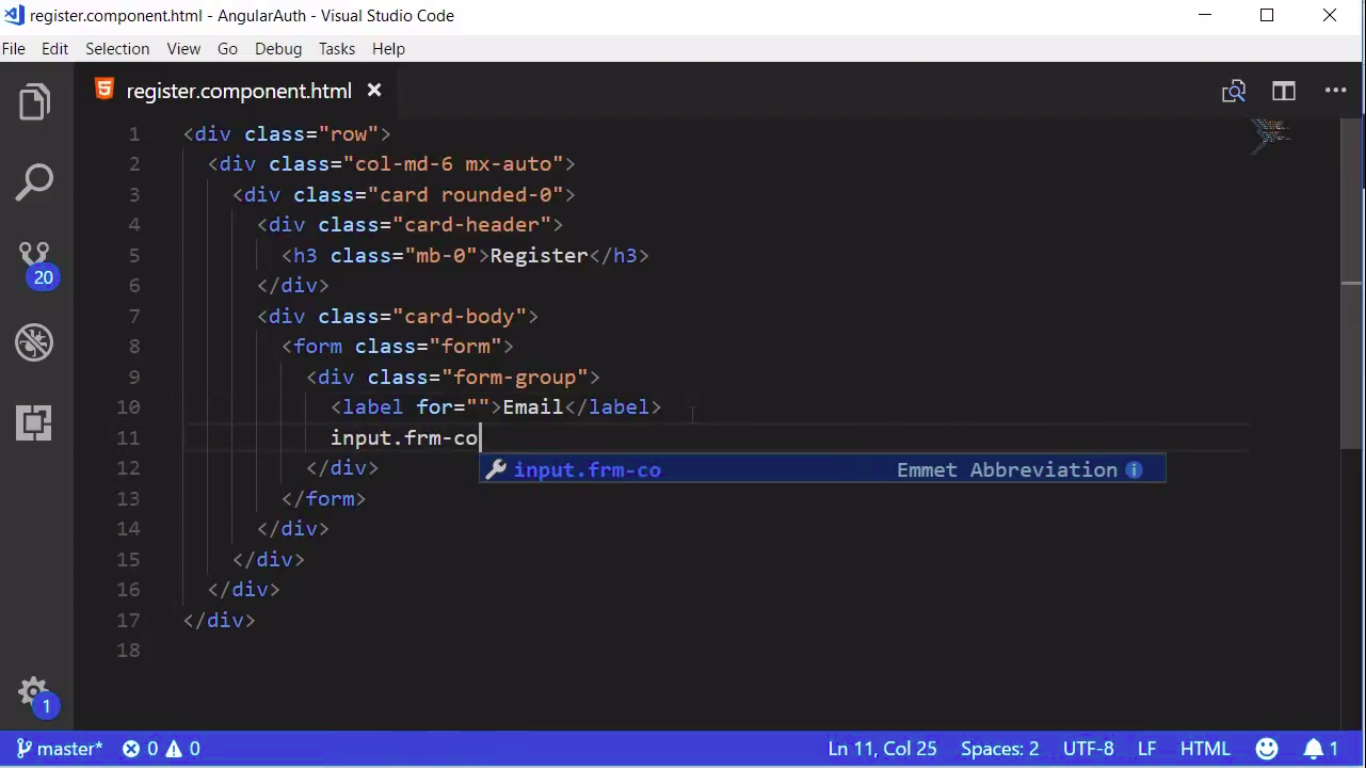 register.component.html - AngularAuth - Visual Studio Code
File Edit Selection View Go Debug Tasks Help
register.component.html
1 <div class="row">
2 <div class="col-md-6 mx-auto">
3 <div class="card rounded-0">
4 <div class="card-header">
5 <h3 class="mb-0">Register</h3>
6 </div>
7 <div class="card-body">
8 <form class="form">
9 <div class="form-group">
10 <label for="">Email</label>
11 input.frm-co
12 </div>
input.frm-co Emmet Abbreviation
13 </form>
14 </div>
15 </div>
16 </div>
17 </div>
18
20
1
master* 0 0 Ln 11, Col 25 Spaces: 2 UTF-8 LF HTML 1